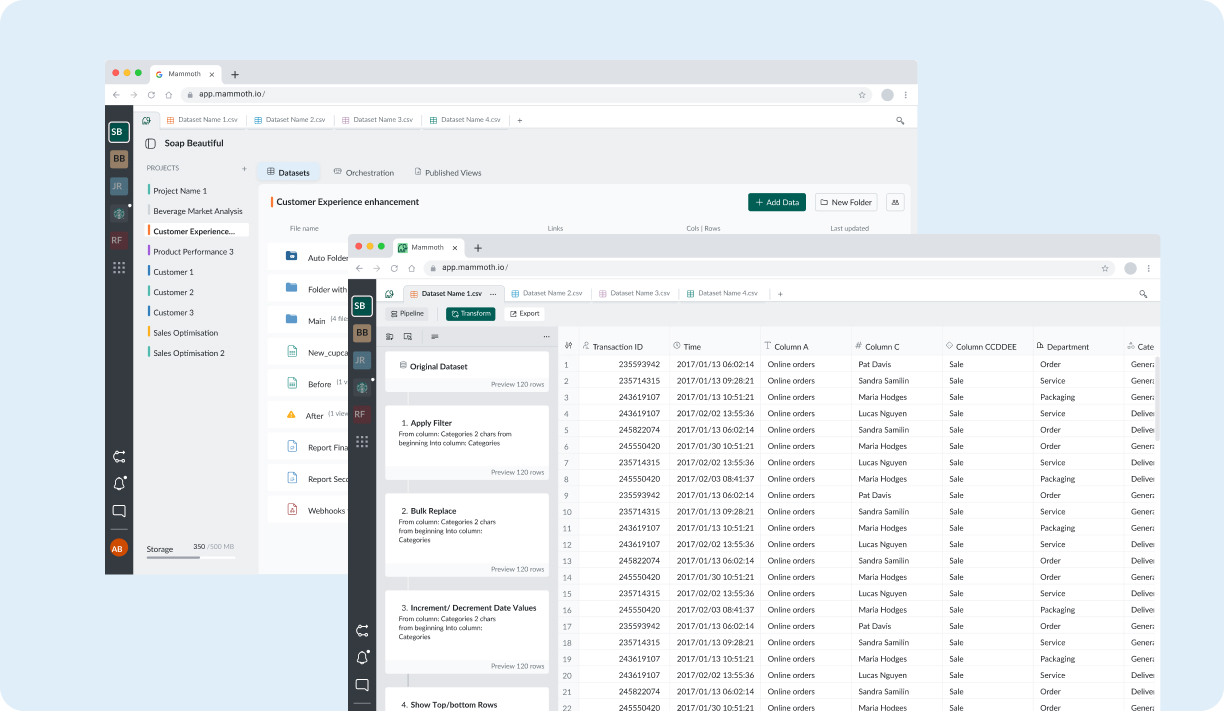 Mammoth
app.mammoth.io/
Dataset Name 1.csv
Dataset Name 2.csv
Dataset Name 3.csv
Dataset Name 4.csv
SB
BB
JR
RF
AB
Soap Beautiful
PROJECTS
Project Name 1
Beverage Market Analysis
Customer Experience...
Product Performance 3
Customer 1
Customer 2
Customer 3
Sales Optimisation
Sales Optimisation 2
Storage 350 /500 MB
Datasets Orchestration Published Views
Customer Experience enhancement
Add Data New Folder
File name Links Cols | Rows Last updated
Auto Folder
Folder with
Main
New_cupca
Before
After
Report Fina
Report Seco
Webhooks
Mammoth
app.mammoth.io/
Dataset Name 1.csv ...
Dataset Name 2.csv
Dataset Name 3.csv
Dataset Name 4.csv
SB
BB
JR
RF
Pipeline Transform Export
Original Dataset
Preview 120 rows
1. Apply Filter
From column: Categories 2 chars from
beginning Into column: Categories
Preview 120 rows
2. Bulk Replace
From column: Categories 2 chars
from beginning Into column:
Categories
Preview 120 rows
3. Increment/ Decrement Date Values
From column: Categories 2 chars
from beginning Into column:
Categories
Preview 120 rows
4. Show Top/bottom Rows
Transaction ID Time Column A Column C Column CCDDEE Department Cate
1 235593942 2017/01/13 06:02:14 Online orders Pat Davis Sale Order Genera
2 235714315 2017/01/13 09:28:21 Online orders Sandra Samilin Sale Service Deliver
3 243619107 2017/01/13 10:51:21 Online orders Maria Hodges Sale Packaging Genera
4 243619107 2017/02/02 13:55:36 Online orders Lucas Nguyen Sale Service Deliver
5 245822074 2017/01/13 06:02:14 Online orders Sandra Samilin Sale Order Deliver
6 245550420 2017/01/30 10:51:21 Online orders Maria Hodges Sale Order Genera
7 235714315 2017/02/02 13:55:36 Online orders Lucas Nguyen Sale Service Deliver
8 245550420 2017/02/03 08:41:37 Online orders Maria Hodges Sale Packaging Deliver
9 235593942 2017/01/13 06:02:14 Online orders Pat Davis Sale Order Genera
10 235714315 2017/01/13 09:28:21 Online orders Sandra Samilin Sale Service Deliver
11 243619107 2017/01/13 10:51:21 Online orders Maria Hodges Sale Packaging Genera
12 243619107 2017/02/02 13:55:36 Online orders Lucas Nguyen Sale Service Deliver
13 245822074 2017/01/13 06:02:14 Online orders Sandra Samilin Sale Order Deliver
14 245550420 2017/01/30 10:51:21 Online orders Maria Hodges Sale Order Genera
15 235714315 2017/02/02 13:55:36 Online orders Lucas Nguyen Sale Service Deliver
16 245550420 2017/02/03 08:41:37 Online orders Maria Hodges Sale Packaging Deliver
17 235593942 2017/01/13 06:02:14 Online orders Pat Davis Sale Order Genera
18 235714315 2017/01/13 09:28:21 Online orders Sandra Samilin Sale Service Deliver
19 243619107 2017/01/13 10:51:21 Online orders Maria Hodges Sale Packaging Genera
20 243619107 2017/02/02 13:55:36 Online orders Lucas Nguyen Sale Service Deliver
21 245822074 2017/01/13 06:02:14 Online orders Sandra Samilin Sale Order Deliver
22 245550420 2017/01/30 10:51:21 Online orders Maria Hodges Sale Order Genera